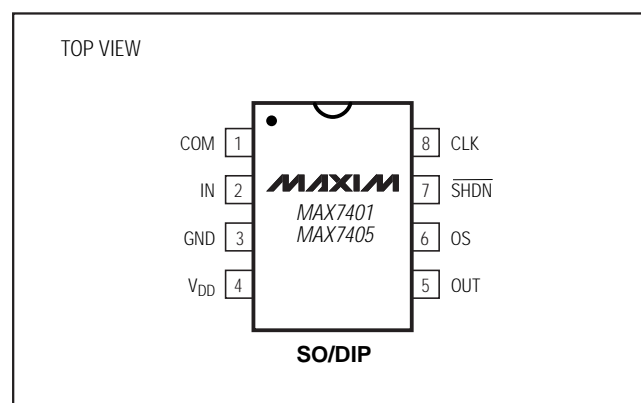 TOP VIEW
COM 1
IN 2
GND 3
VDD 4
8 CLK
7 SHDN
6 OS
5 OUT
MAXIM
MAX7401
MAX7405
SO/DIP